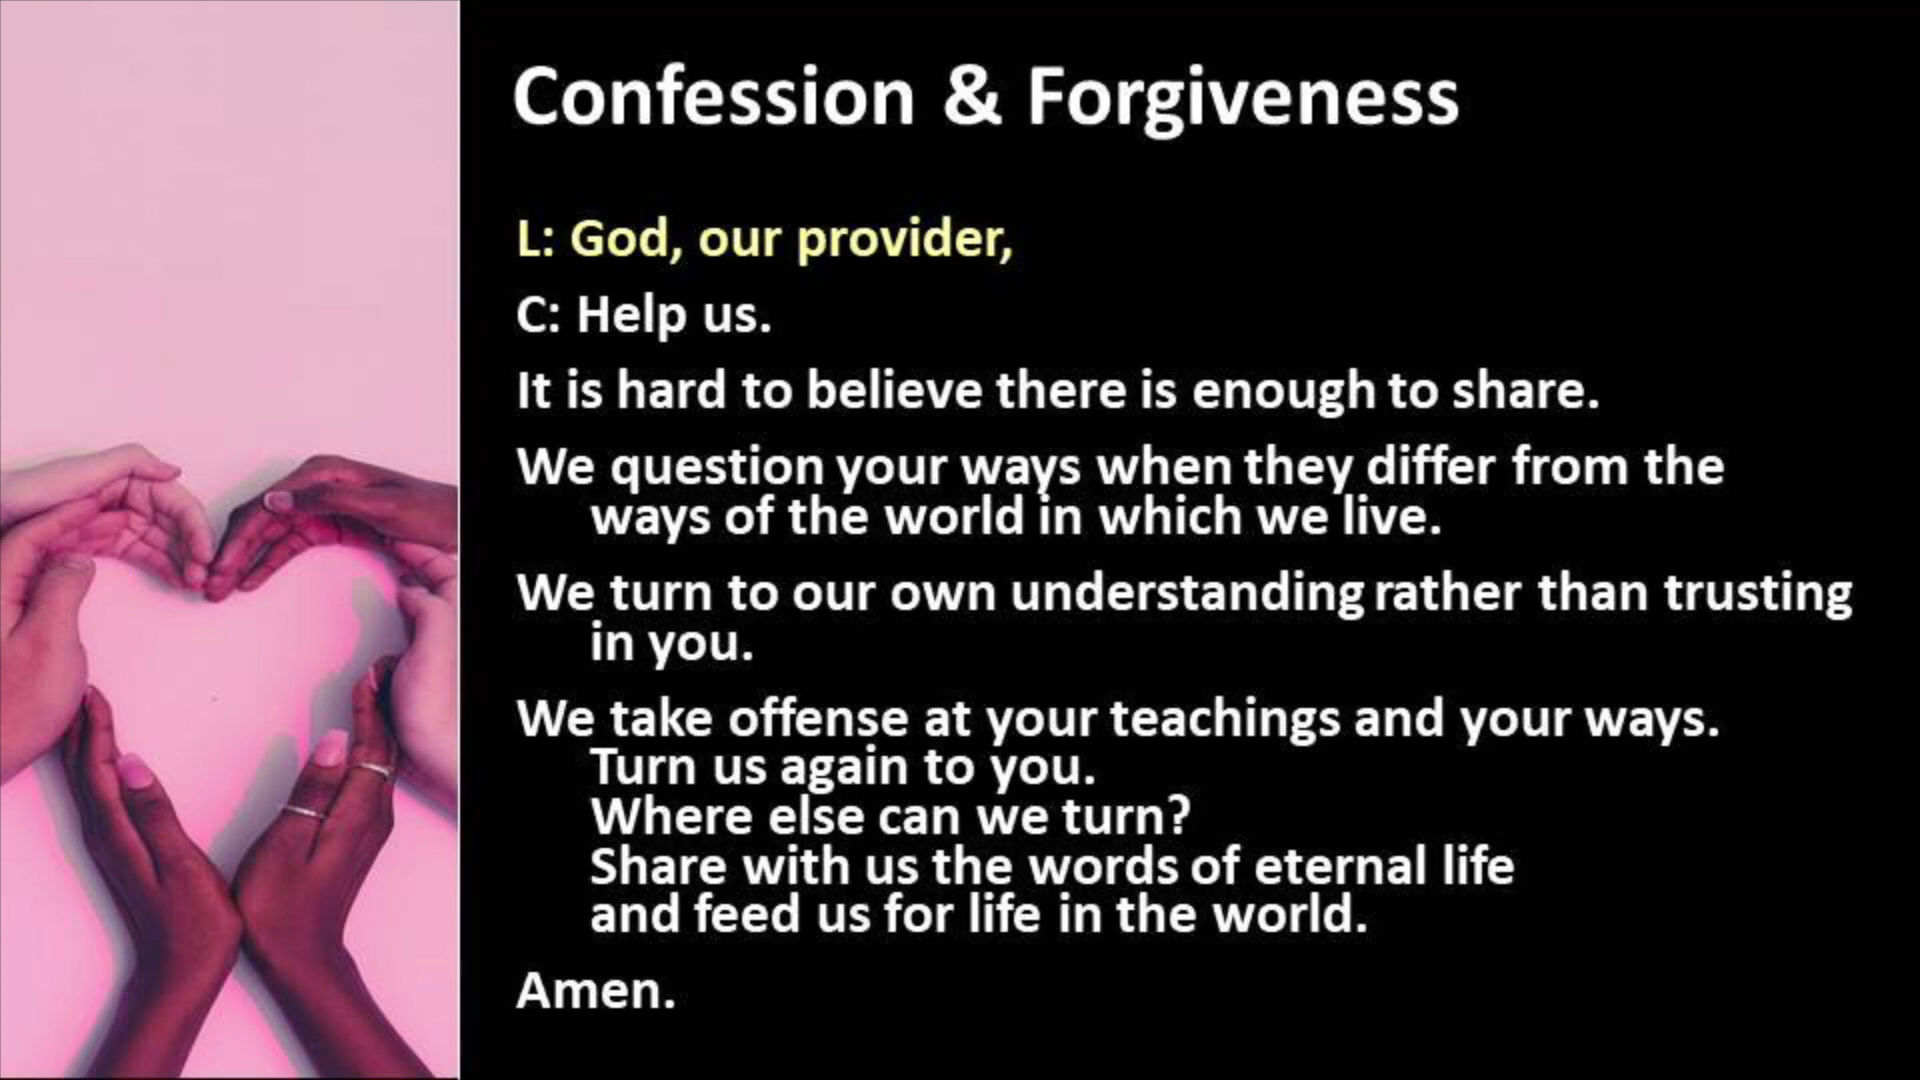 Confession & Forgiveness
L: God, our provider,
C: Help us.
It is hard to believe there is enough to share.
We question your ways when they differ from the
ways of the world in which we live.
We turn to our own understanding rather than trusting
in you.
We take offense at your teachings and your ways.
Turn us again to you.
Where else can we turn?
Share with us the words of eternal life
and feed us for life in the world.
Amen.